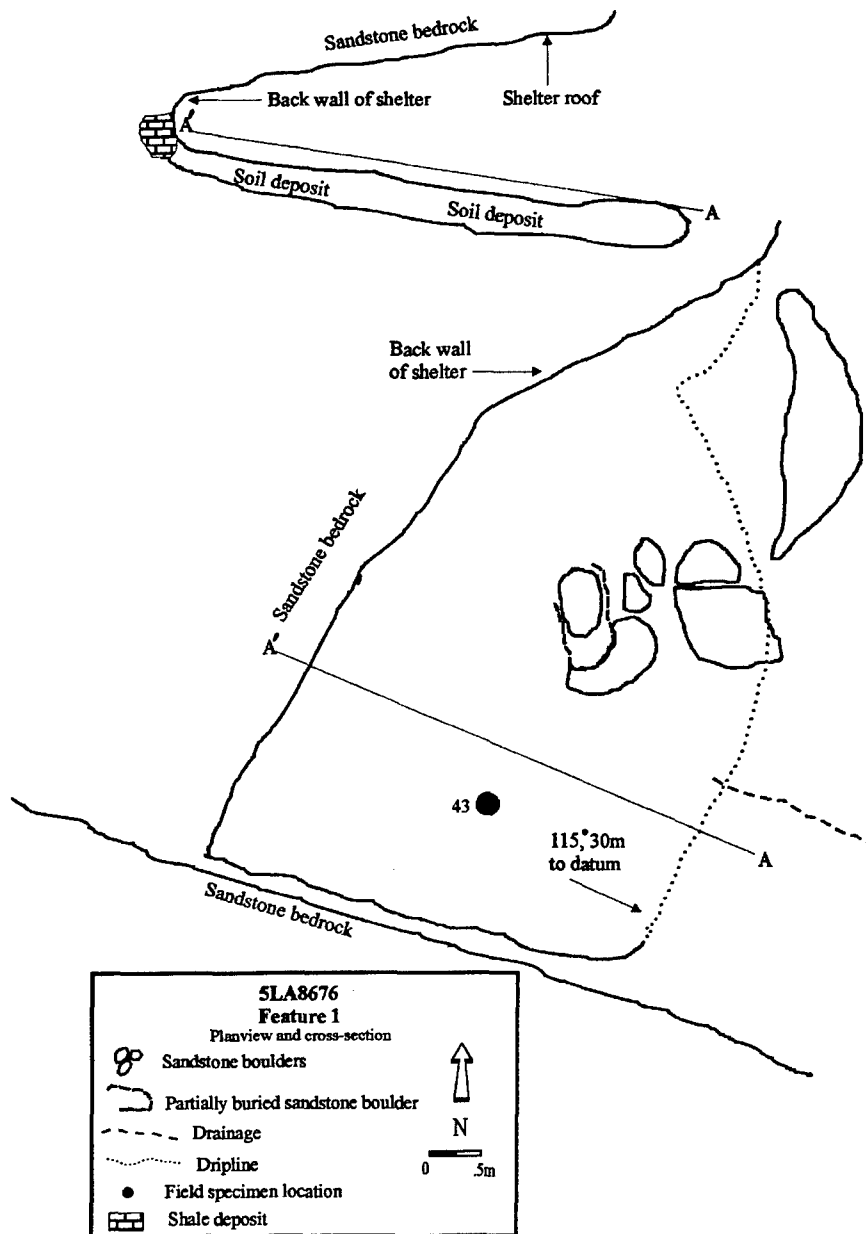 Sandstone bedrock
Back wall of shelter
Shelter roof
A'
Soil deposit
Soil deposit
A
Back wall
of shelter
Sandstone bedrock
A'
43
115,°30m
to datum
A
Sandstone bedrock
5LA8676
Feature 1
Planview and cross-section
Sandstone boulders
Partially buried sandstone boulder
Drainage
Dripline
Field specimen location
Shale deposit
N
0 .5m